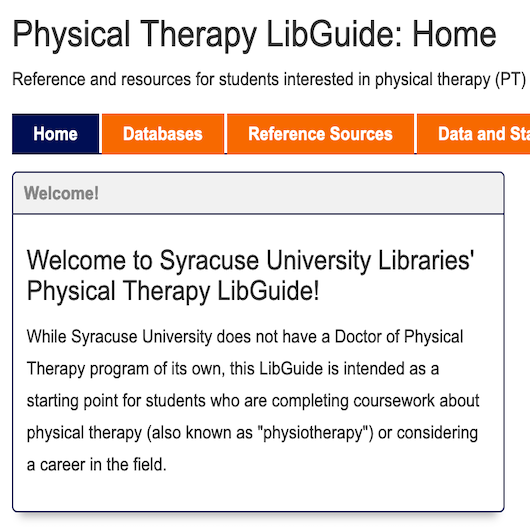 Physical Therapy LibGuide: Home
Reference and resources for students interested in physical therapy (PT)
Home Databases Reference Sources Data and
Welcome!
Welcome to Syracuse University Libraries'
Physical Therapy LibGuide!
While Syracuse University does not have a Doctor of Physical
Therapy program of its own, this LibGuide is intended as a
starting point for students who are completing coursework about
physical therapy (also known as "physiotherapy") or considering
a career in the field.